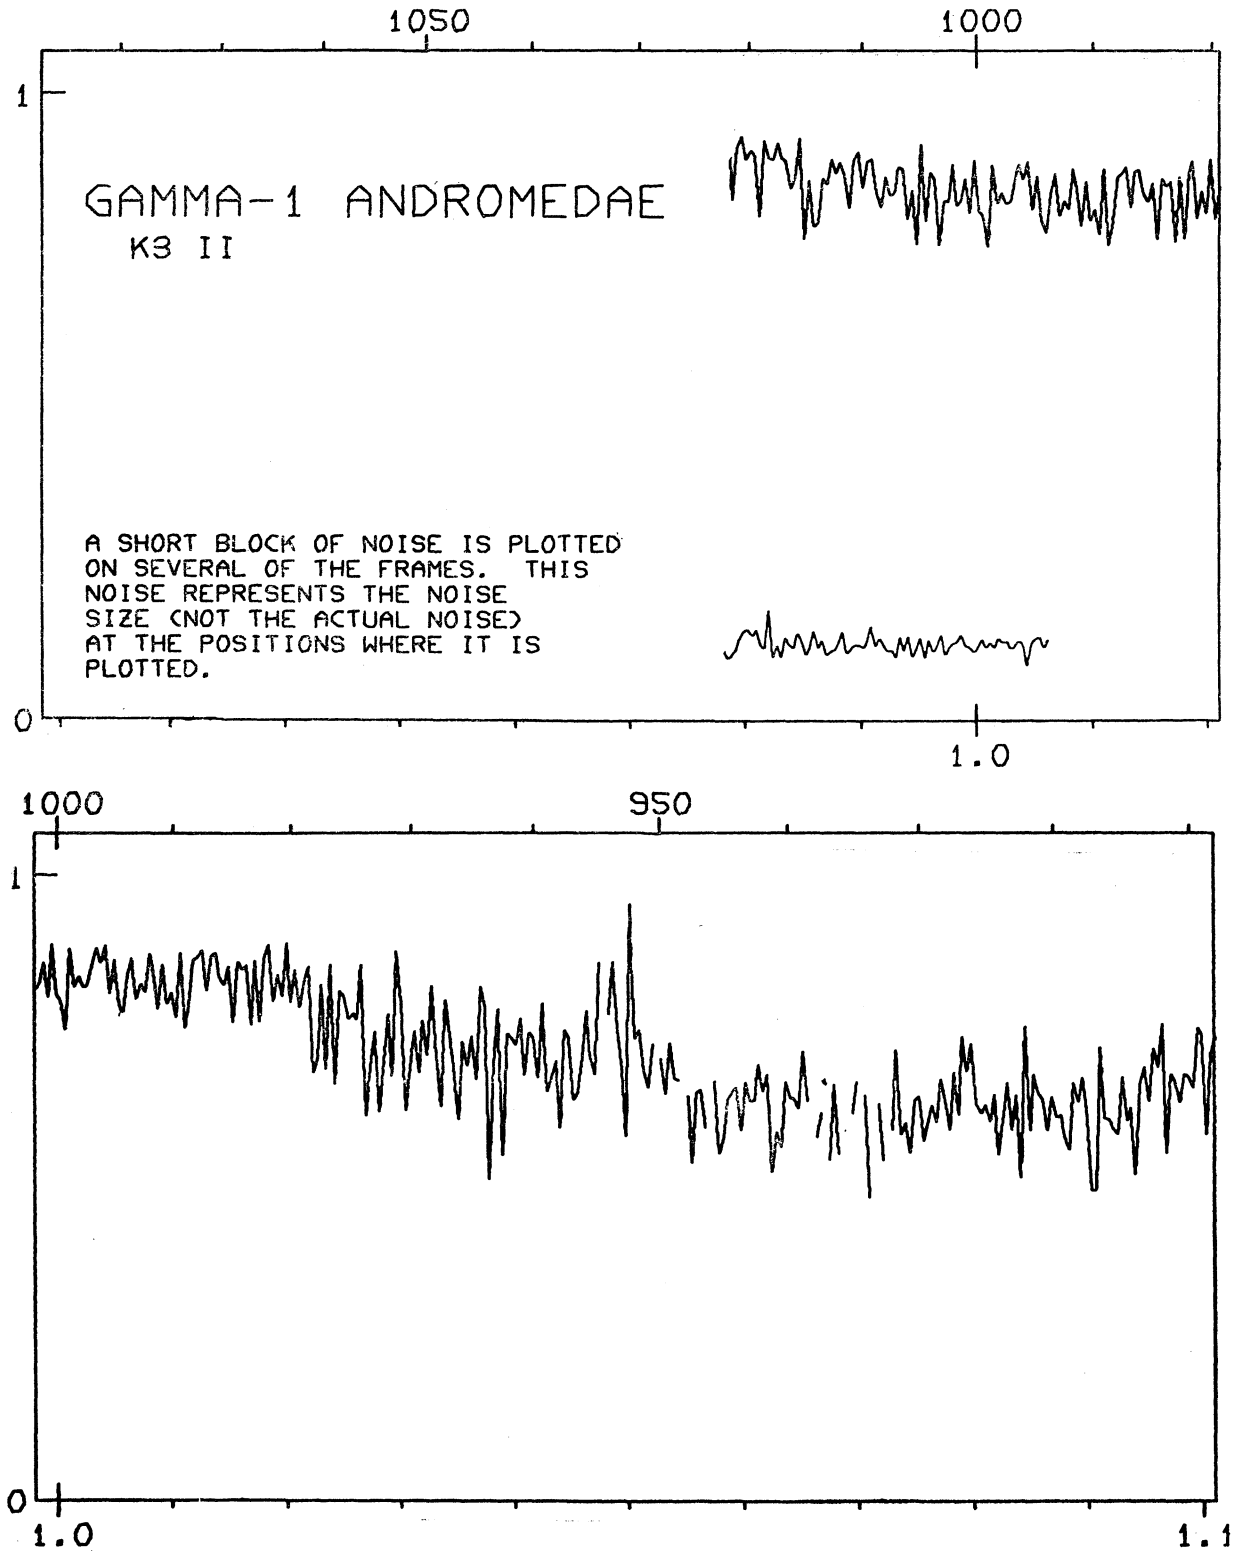 1050 1000
1
GAMMA-1 ANDROMEDAE
K3 II
A SHORT BLOCK OF NOISE IS PLOTTED
ON SEVERAL OF THE FRAMES. THIS
NOISE REPRESENTS THE NOISE
SIZE (NOT THE ACTUAL NOISE)
AT THE POSITIONS WHERE IT IS
PLOTTED.
0
1.0
1000 950
1
0
1.0 1.1